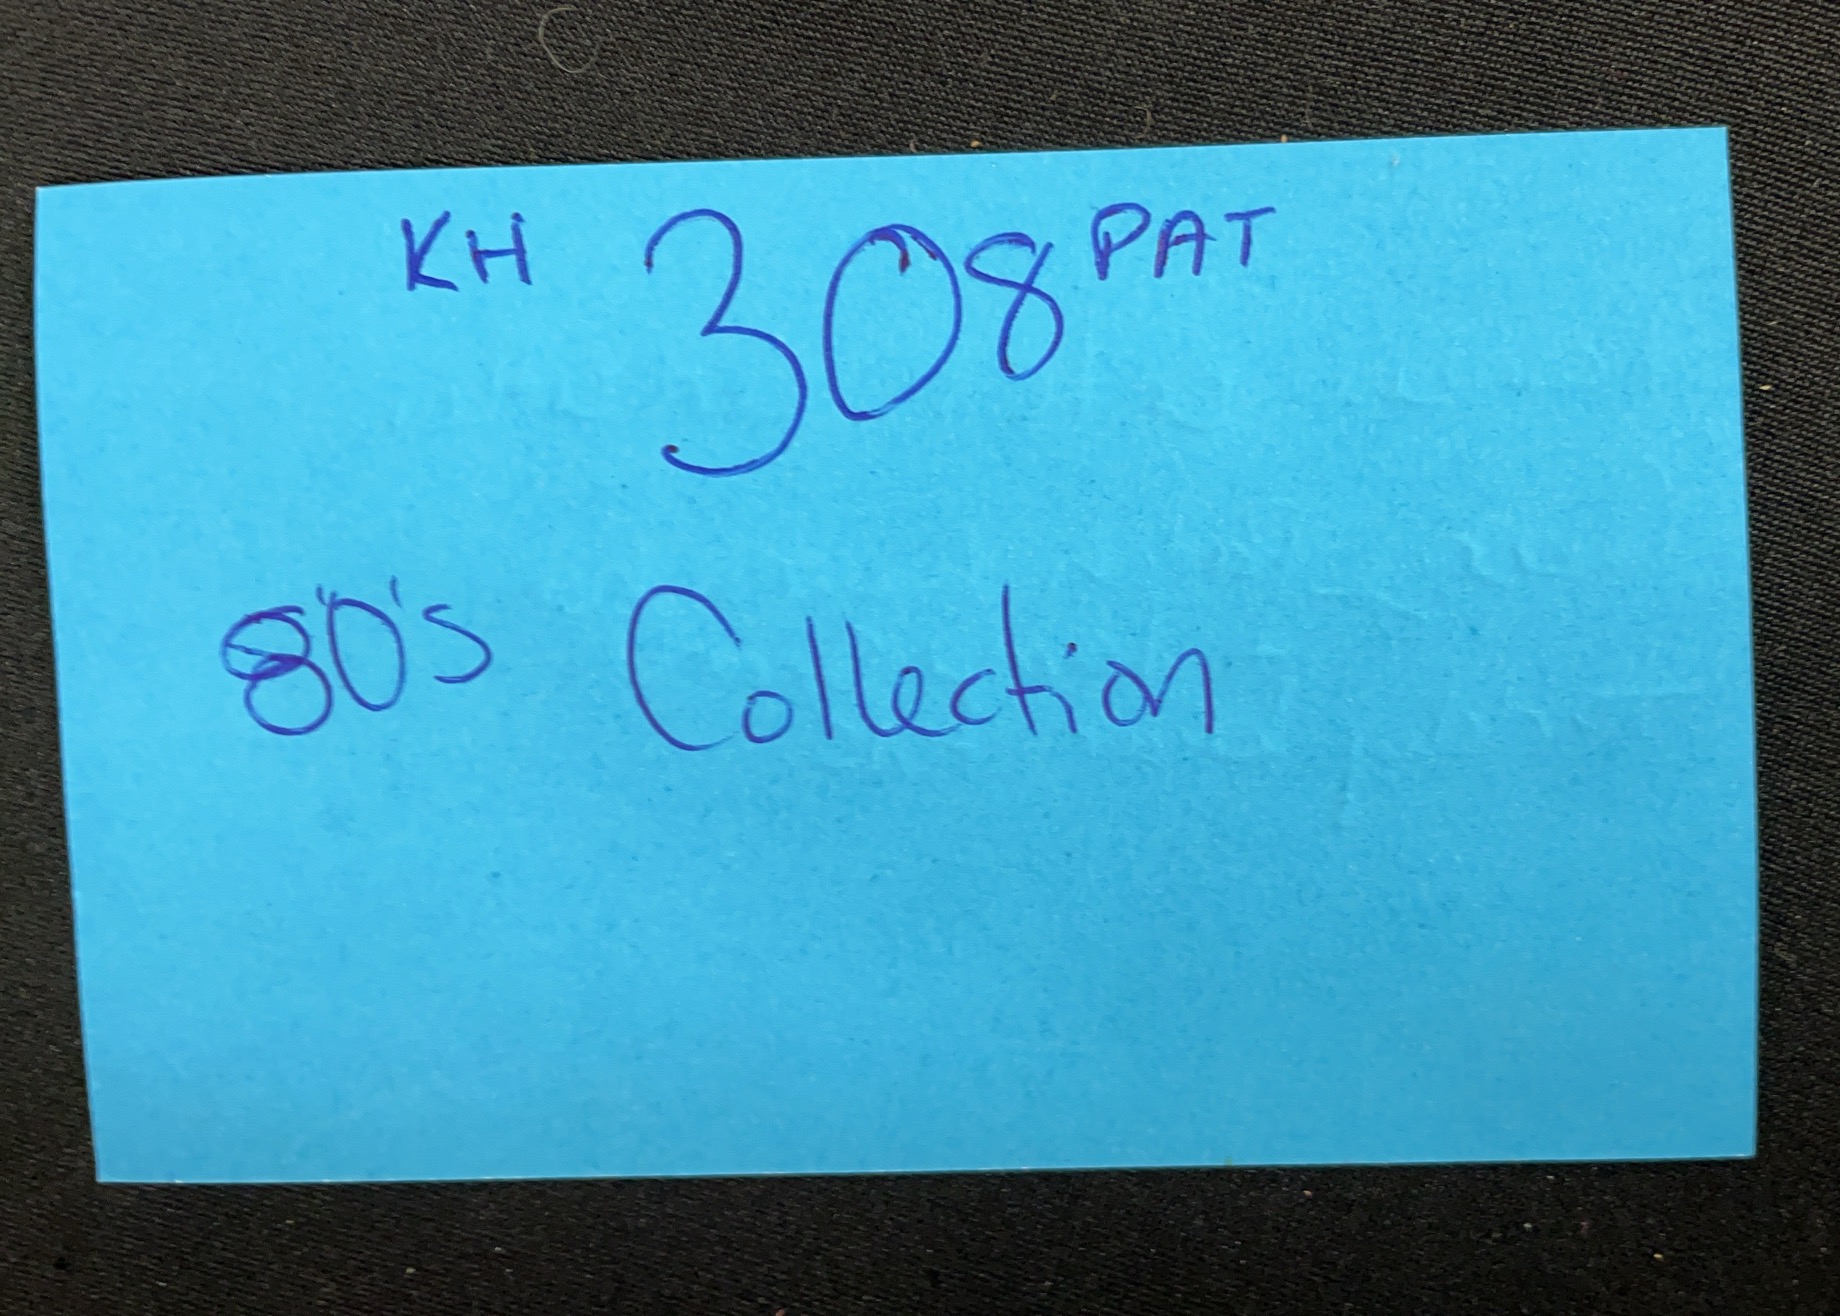 KH 308 PAT
80's Collection